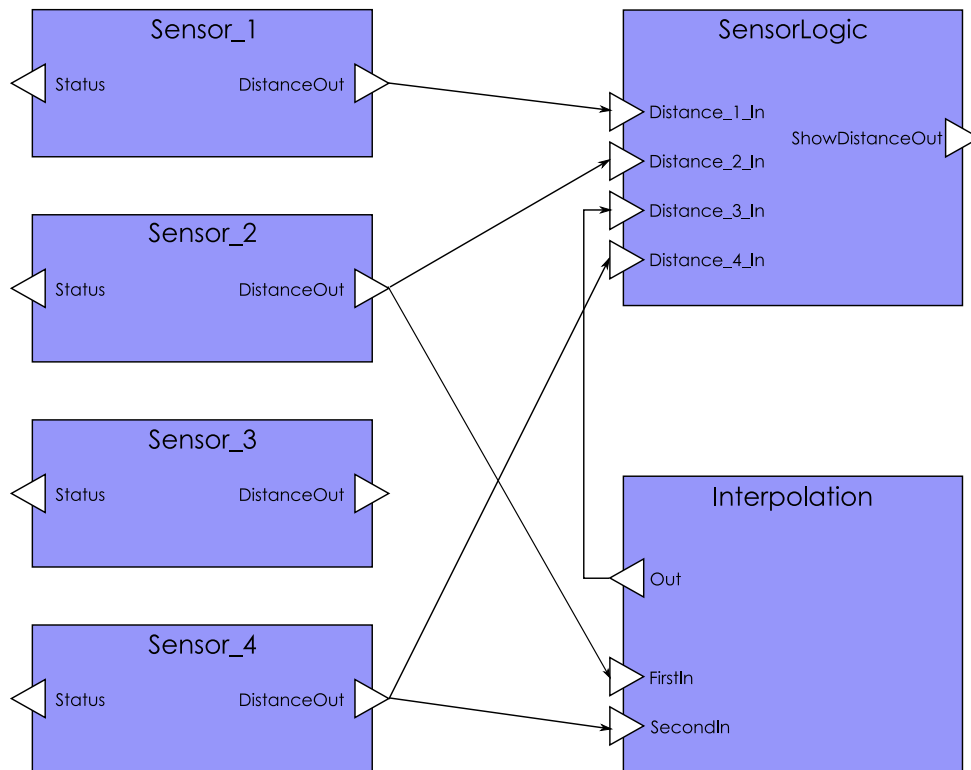 Sensor_1
Status
DistanceOut
Sensor_2
Status
DistanceOut
Sensor_3
Status
DistanceOut
Sensor_4
Status
DistanceOut
SensorLogic
Distance_1_In
ShowDistanceOut
Distance_2_In
Distance_3_In
Distance_4_In
Interpolation
Out
FirstIn
SecondIn